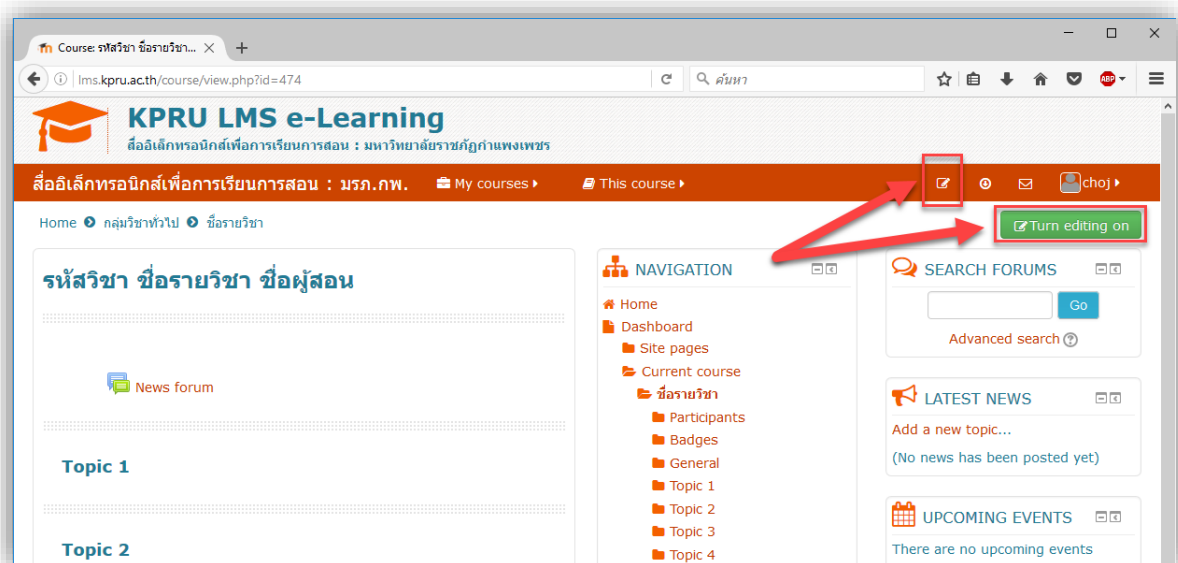 Course: รหัสวิชา ชื่อรายวิชา...
lms.kpru.ac.th/course/view.php?id=474
ค้นหา
ABP
KPRU LMS e-Learning
สื่ออิเล็กทรอนิกส์เพื่อการเรียนการสอน : มหาวิทยาลัยราชภัฏกำแพงเพชร
สื่ออิเล็กทรอนิกส์เพื่อการเรียนการสอน : มรภ.กพ.
My courses
This course
choj
Home
กลุ่มวิชาทั่วไป
ชื่อรายวิชา
Turn editing on
รหัสวิชา ชื่อรายวิชา ชื่อผู้สอน
News forum
Topic 1
Topic 2
NAVIGATION
Home
Dashboard
Site pages
Current course
ชื่อรายวิชา
Participants
Badges
General
Topic 1
Topic 2
Topic 3
Topic 4
SEARCH FORUMS
Go
Advanced search
LATEST NEWS
Add a new topic...
(No news has been posted yet)
UPCOMING EVENTS
There are no upcoming events